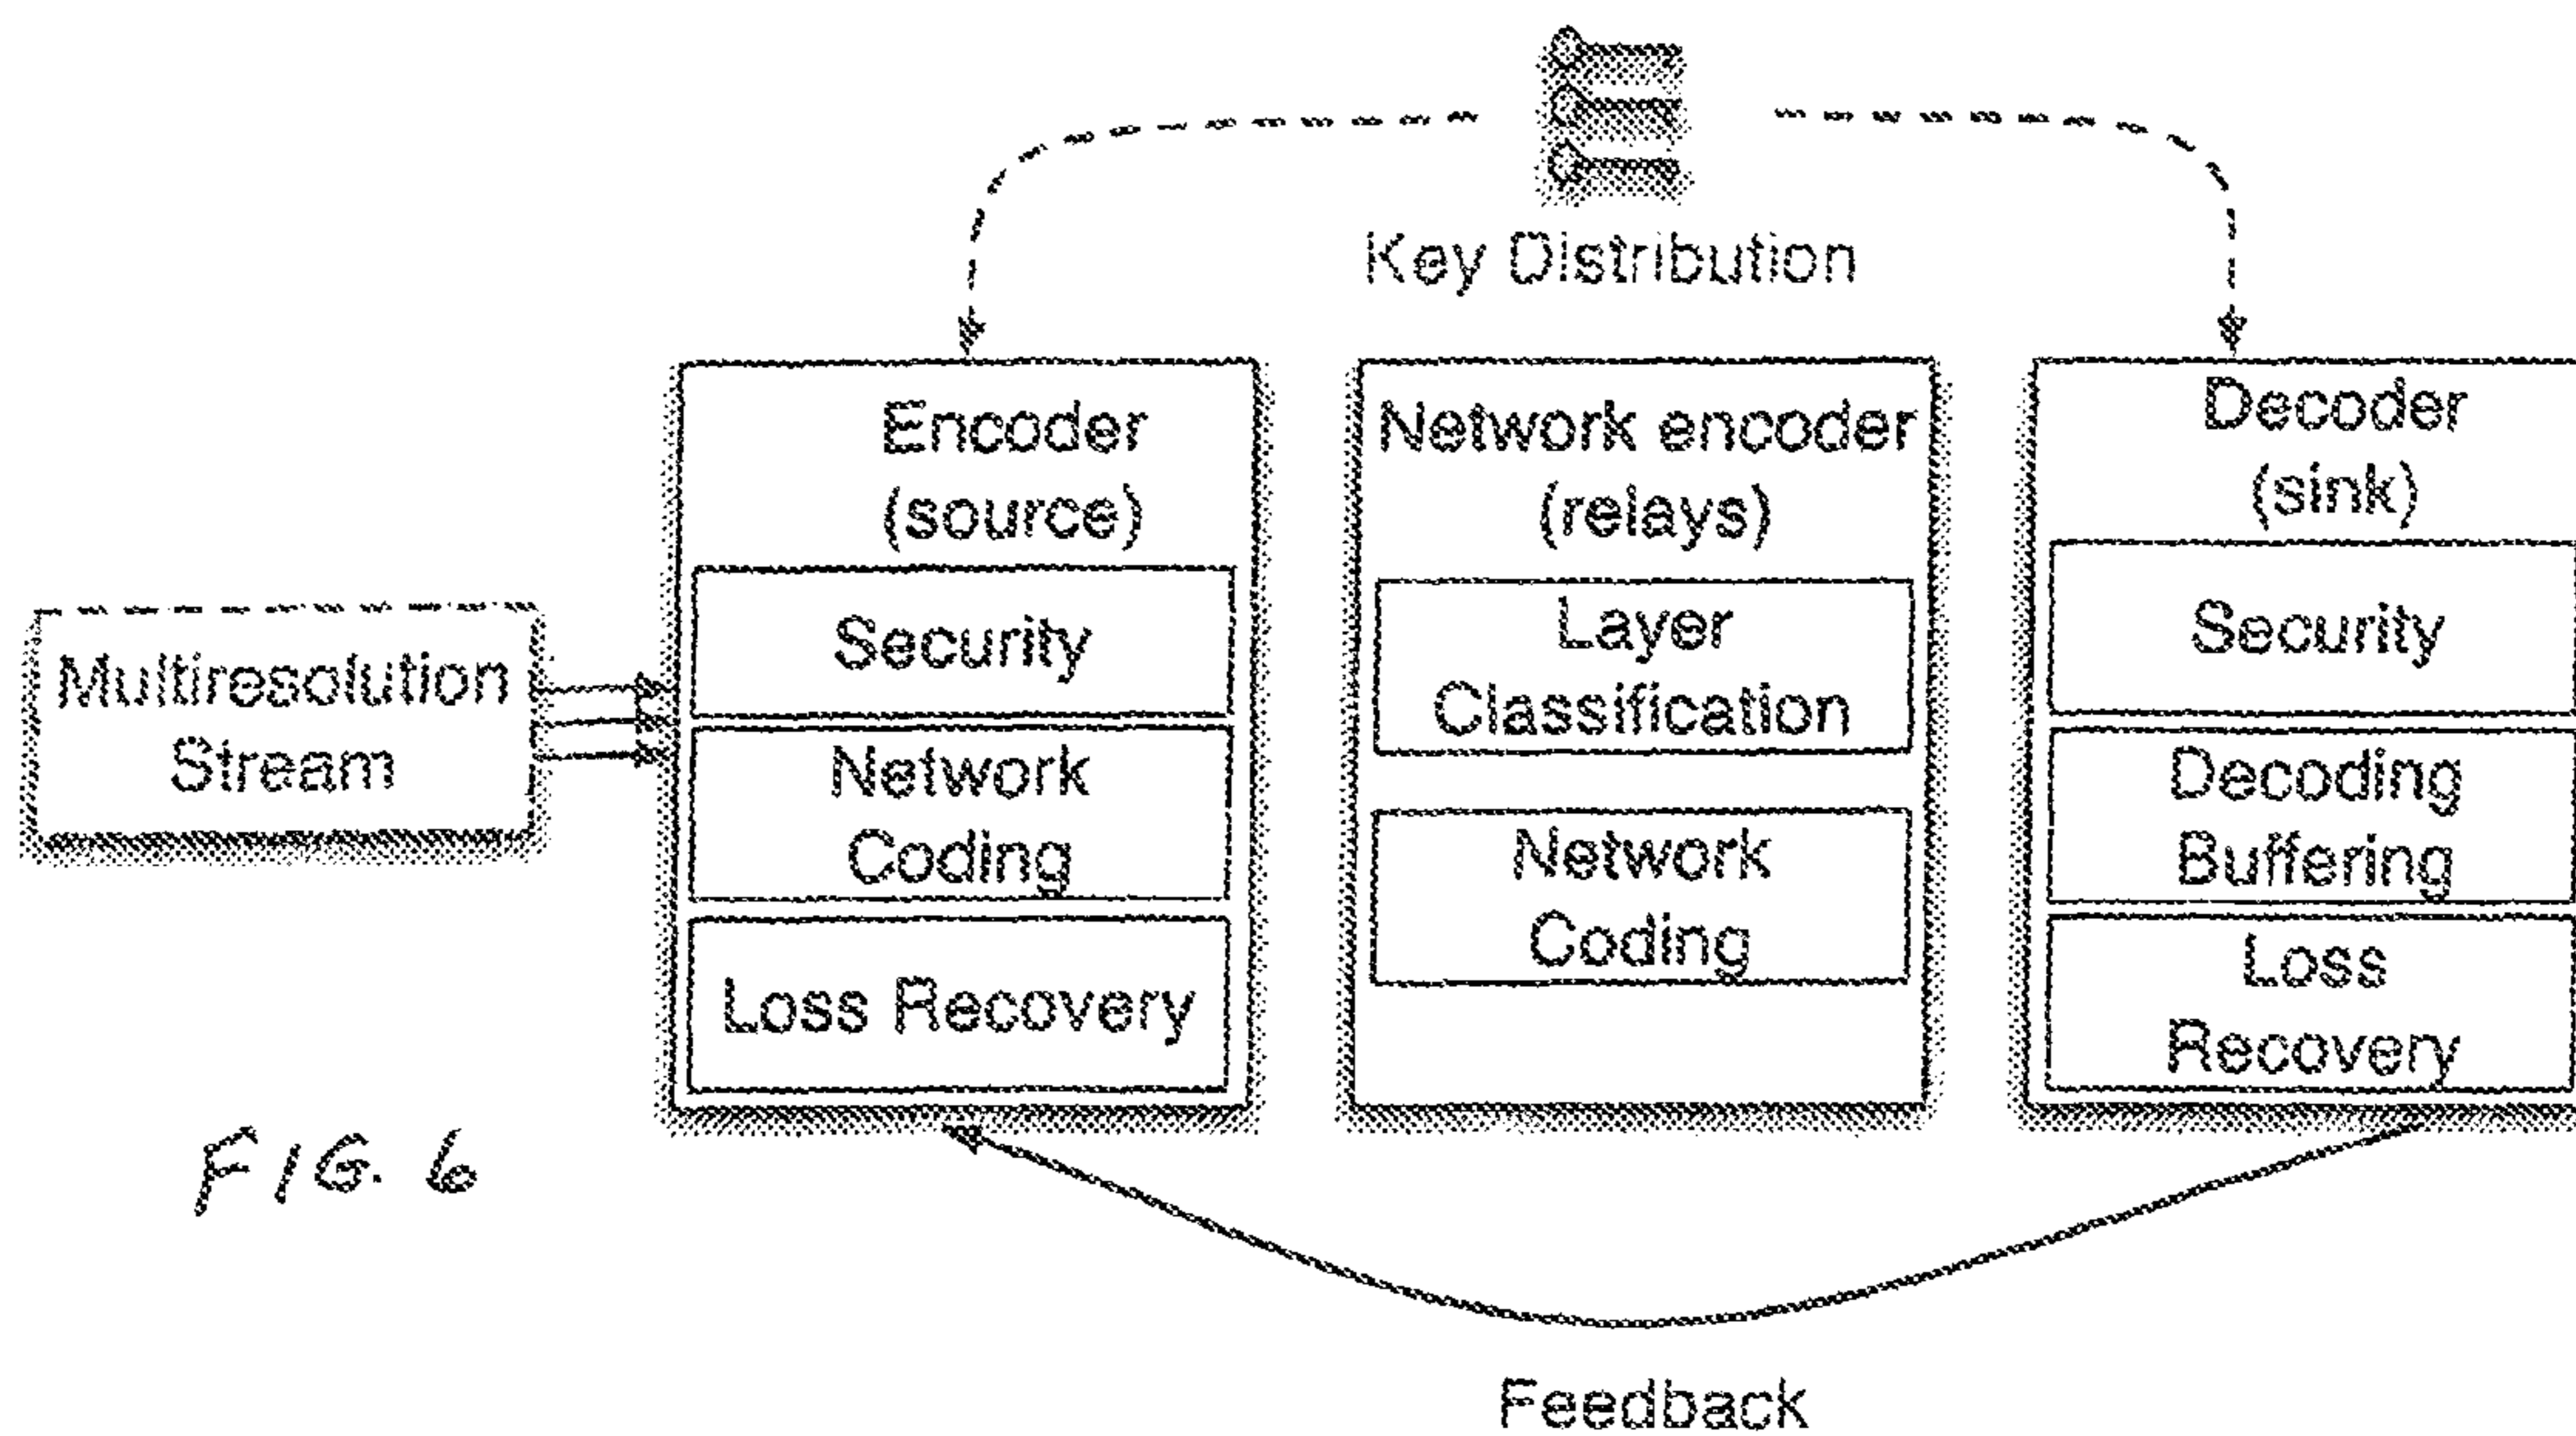 Key Distribution
Multiresolution
Stream
Encoder
(source)
Security
Network
Coding
Loss Recovery
Network encoder
(relays)
Layer
Classification
Network
Coding
Decoder
(sink)
Security
Decoding
Buffering
Loss
Recovery
Feedback
FIG. 6